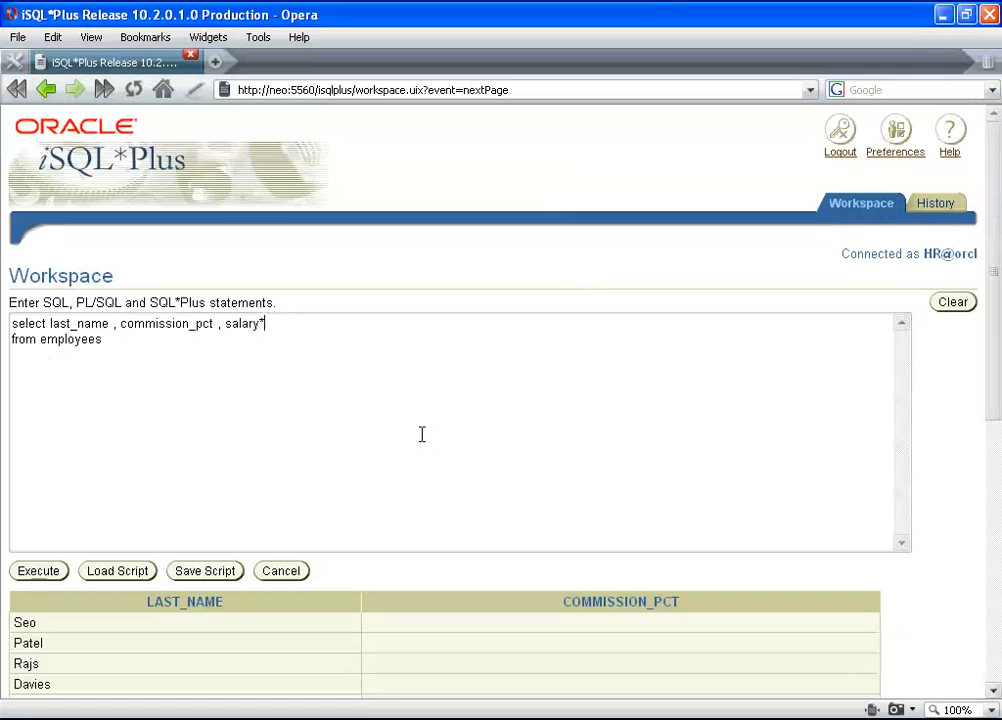 iSQL*Plus Release 10.2.0.1.0 Production - Opera
File Edit View Bookmarks Widgets Tools Help
iSQL*Plus Release 10.2....
http://neo:5560/isqlplus/workspace.uix?event=nextPage
Google
ORACLE
iSQL*Plus
Logout Preferences Help
Workspace History
Connected as HR@orcl
Workspace
Enter SQL, PL/SQL and SQL*Plus statements.
Clear
select last_name , commission_pct , salary*
from employees
Execute Load Script Save Script Cancel
LAST_NAME COMMISSION_PCT
Seo
Patel
Rajs
Davies
100%